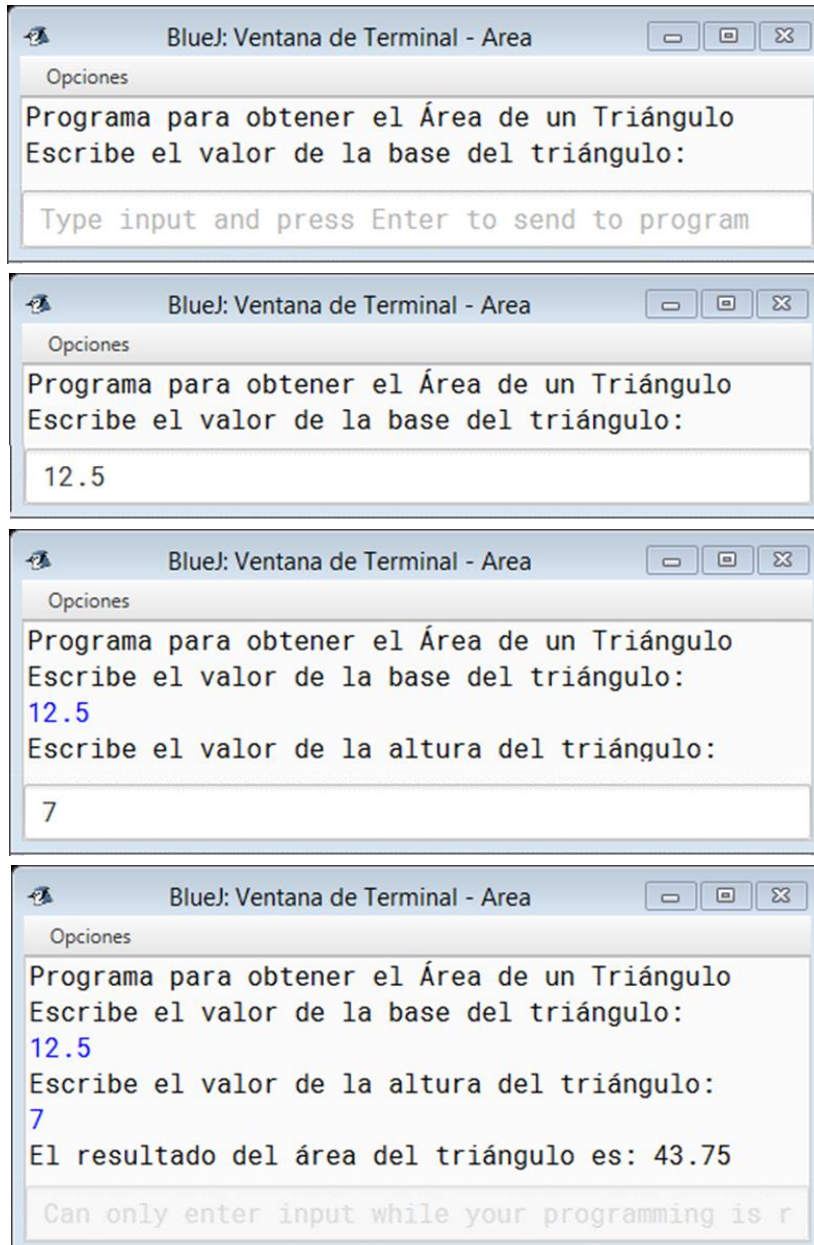 BlueJ: Ventana de Terminal - Area
Opciones
Programa para obtener el Área de un Triángulo
Escribe el valor de la base del triángulo:
Type input and press Enter to send to program
BlueJ: Ventana de Terminal - Area
Opciones
Programa para obtener el Área de un Triángulo
Escribe el valor de la base del triángulo:
12.5
BlueJ: Ventana de Terminal - Area
Opciones
Programa para obtener el Área de un Triángulo
Escribe el valor de la base del triángulo:
12.5
Escribe el valor de la altura del triángulo:
7
BlueJ: Ventana de Terminal - Area
Opciones
Programa para obtener el Área de un Triángulo
Escribe el valor de la base del triángulo:
12.5
Escribe el valor de la altura del triángulo:
7
El resultado del área del triángulo es: 43.75
Can only enter input while your programming is r